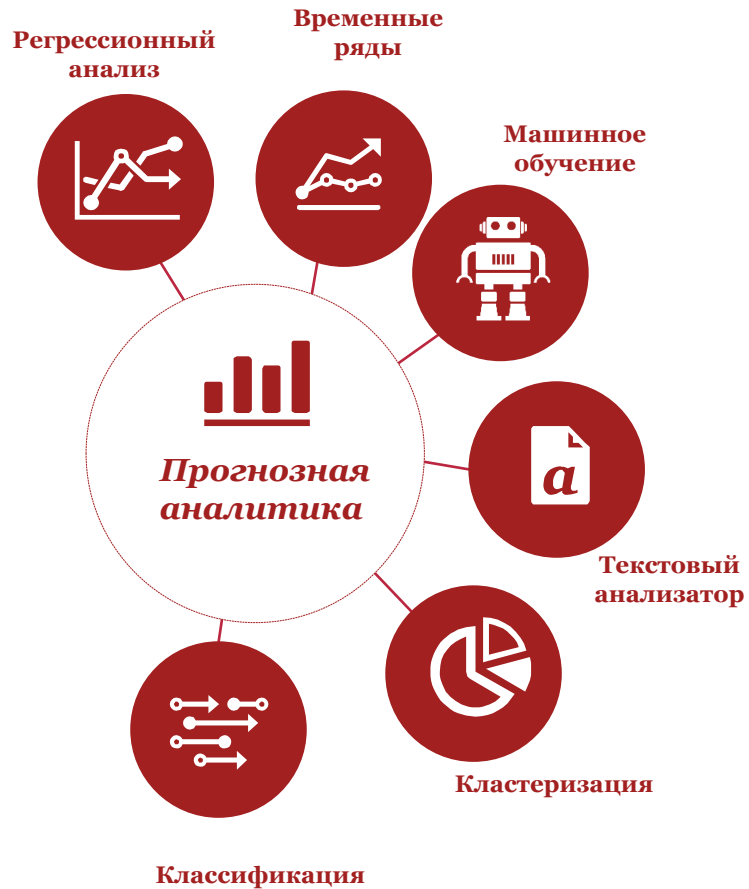 Регрессионный
анализ
Временные
ряды
Машинное
обучение
Прогнозная
аналитика
a
Текстовый
анализатор
Кластеризация
Классификация